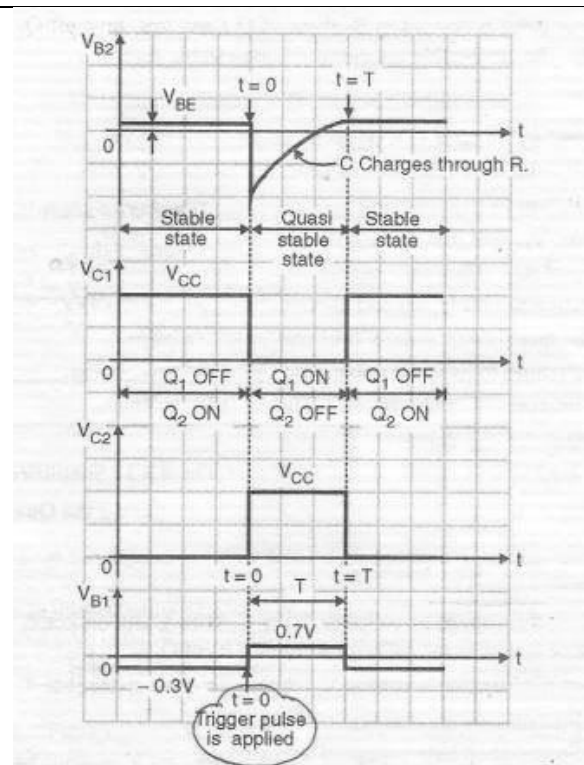 V_B2
t = 0 t = T
V_BE
0 t
C Charges through R.
Stable state Quasi stable state Stable state
V_C1
V_CC
0 t
Q_1 OFF Q_1 ON Q_1 OFF
Q_2 ON Q_2 OFF Q_2 ON
V_C2
V_CC
0 t
t = 0 T t = T
V_B1
0.7V
0 t
– 0.3V
t = 0
Trigger pulse
is applied